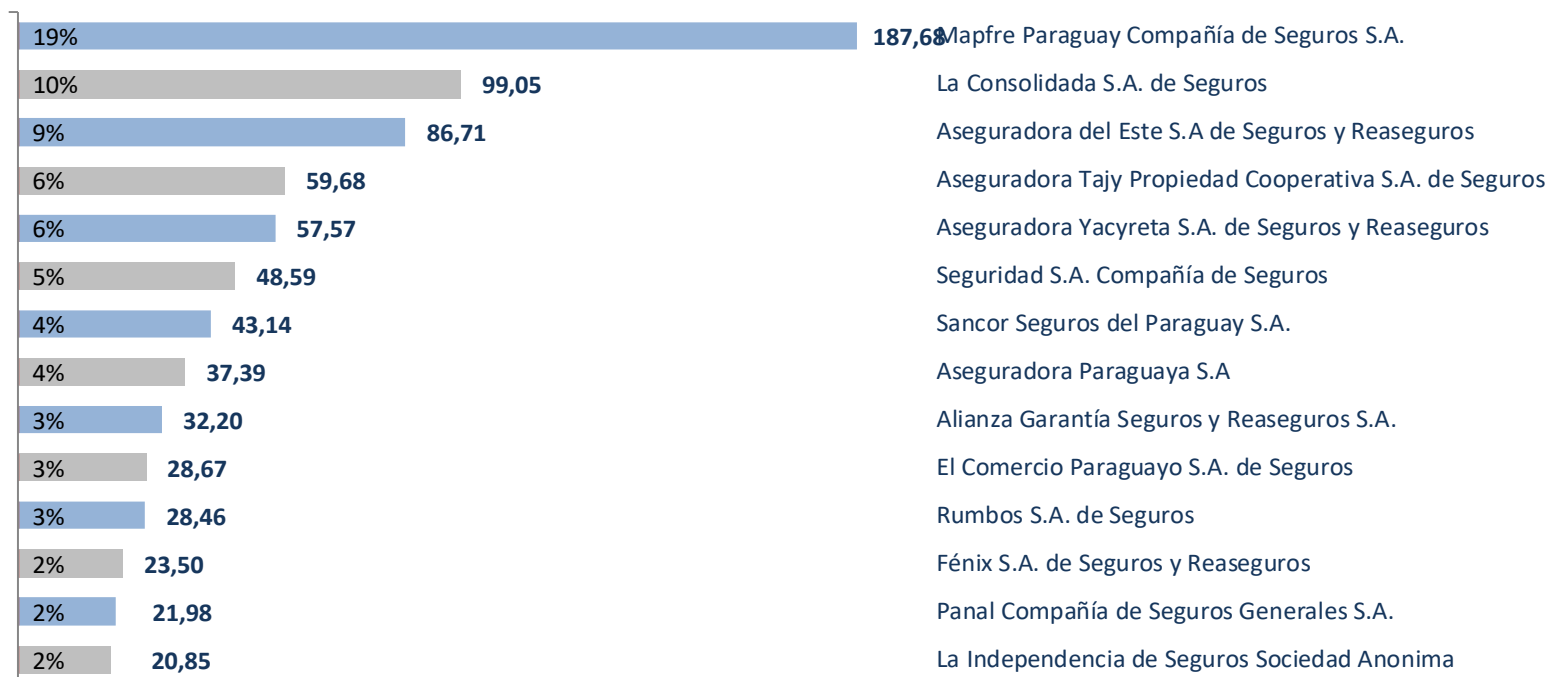 19% 187,68 Mapfre Paraguay Compañía de Seguros S.A.
10% 99,05 La Consolidada S.A. de Seguros
9% 86,71 Aseguradora del Este S.A de Seguros y Reaseguros
6% 59,68 Aseguradora Tajy Propiedad Cooperativa S.A. de Seguros
6% 57,57 Aseguradora Yacyreta S.A. de Seguros y Reaseguros
5% 48,59 Seguridad S.A. Compañía de Seguros
4% 43,14 Sancor Seguros del Paraguay S.A.
4% 37,39 Aseguradora Paraguaya S.A
3% 32,20 Alianza Garantía Seguros y Reaseguros S.A.
3% 28,67 El Comercio Paraguayo S.A. de Seguros
3% 28,46 Rumbos S.A. de Seguros
2% 23,50 Fénix S.A. de Seguros y Reaseguros
2% 21,98 Panal Compañía de Seguros Generales S.A.
2% 20,85 La Independencia de Seguros Sociedad Anonima